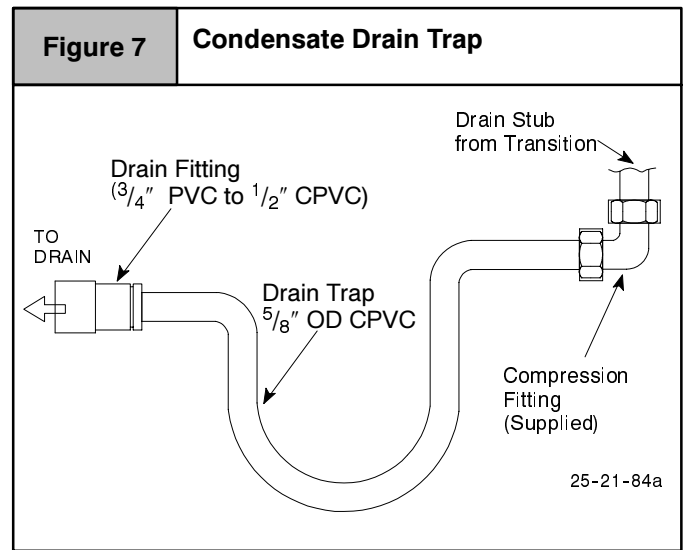 Figure 7
Condensate Drain Trap
Drain Stub
from Transition
Drain Fitting
(3/4″ PVC to 1/2″ CPVC)
TO
DRAIN
Drain Trap
5/8″ OD CPVC
Compression
Fitting
(Supplied)
25-21-84a